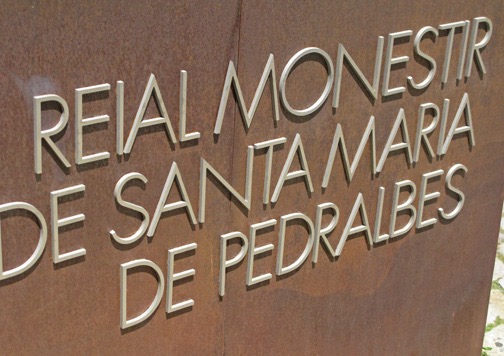 REIAL MONESTIR
DE SANTA MARIA
DE PEDRALBES